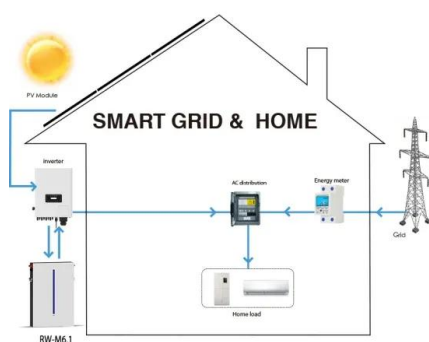 PV Module
SMART GRID & HOME
Inverter
AC distribution
Energy meter
Grid
Home load
RW-M6.1